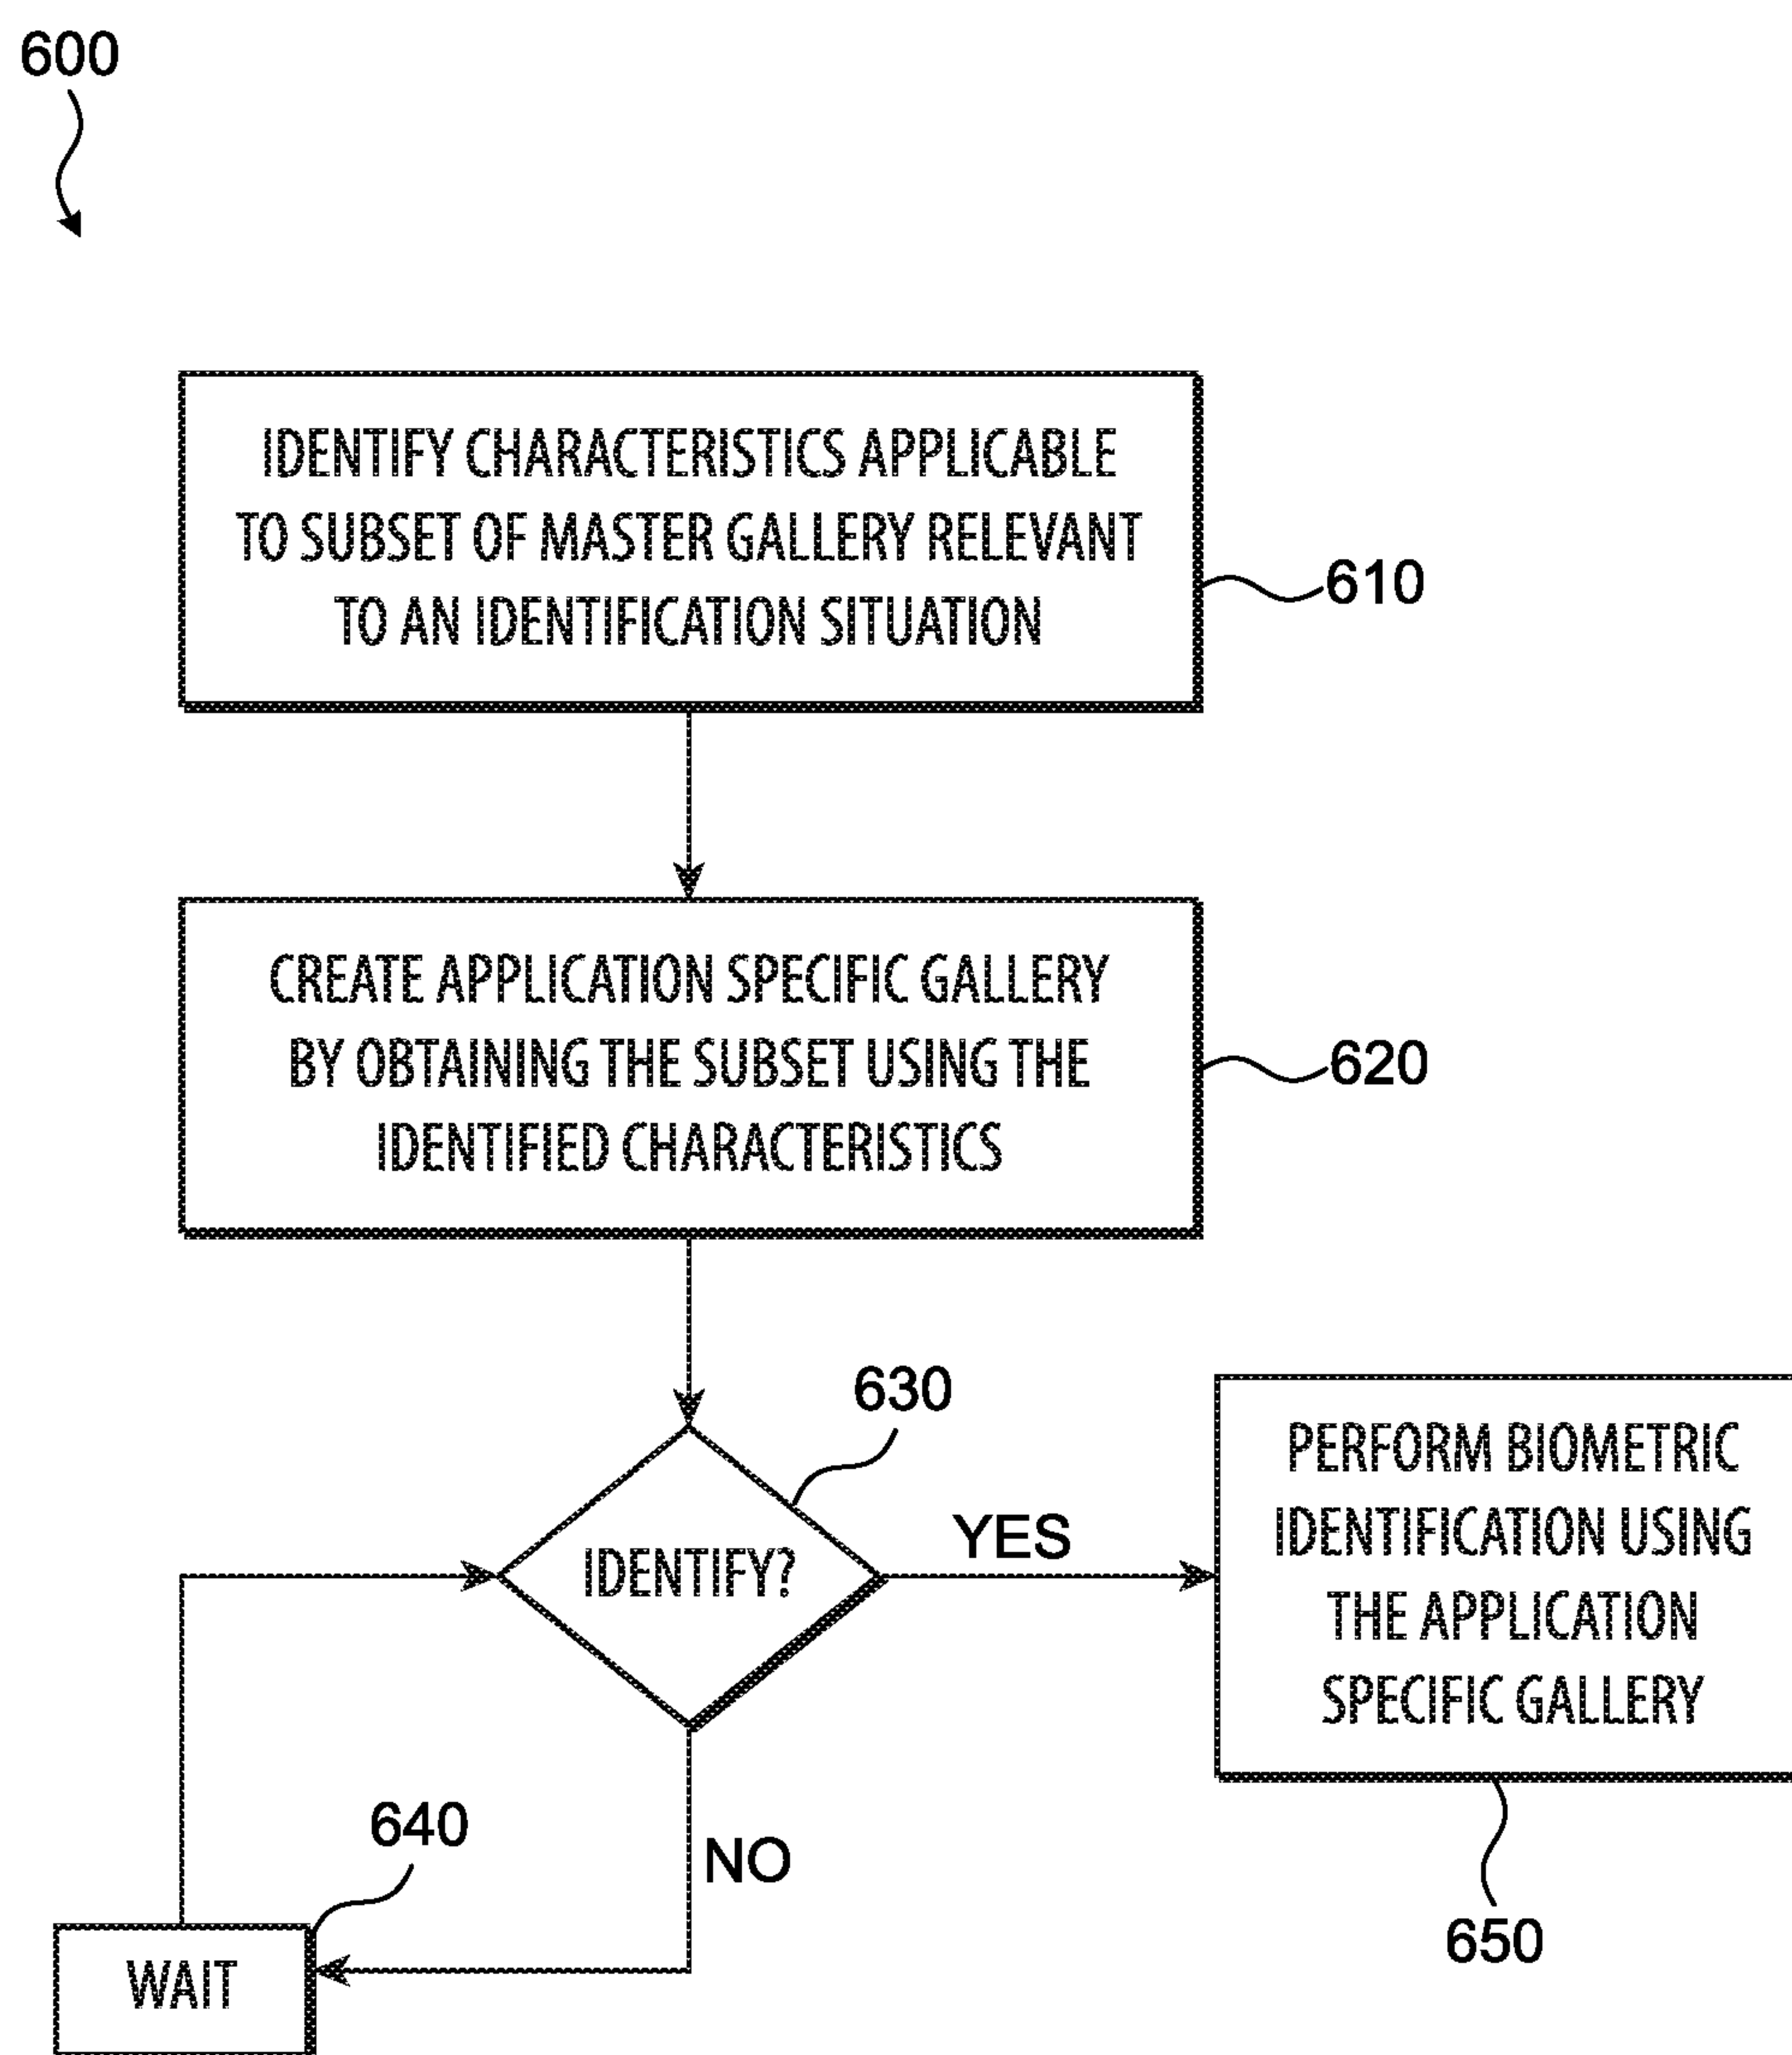 600
IDENTIFY CHARACTERISTICS APPLICABLE
TO SUBSET OF MASTER GALLERY RELEVANT
TO AN IDENTIFICATION SITUATION
610
CREATE APPLICATION SPECIFIC GALLERY
BY OBTAINING THE SUBSET USING THE
IDENTIFIED CHARACTERISTICS
620
630
IDENTIFY?
YES
PERFORM BIOMETRIC
IDENTIFICATION USING
THE APPLICATION
SPECIFIC GALLERY
650
NO
640
WAIT